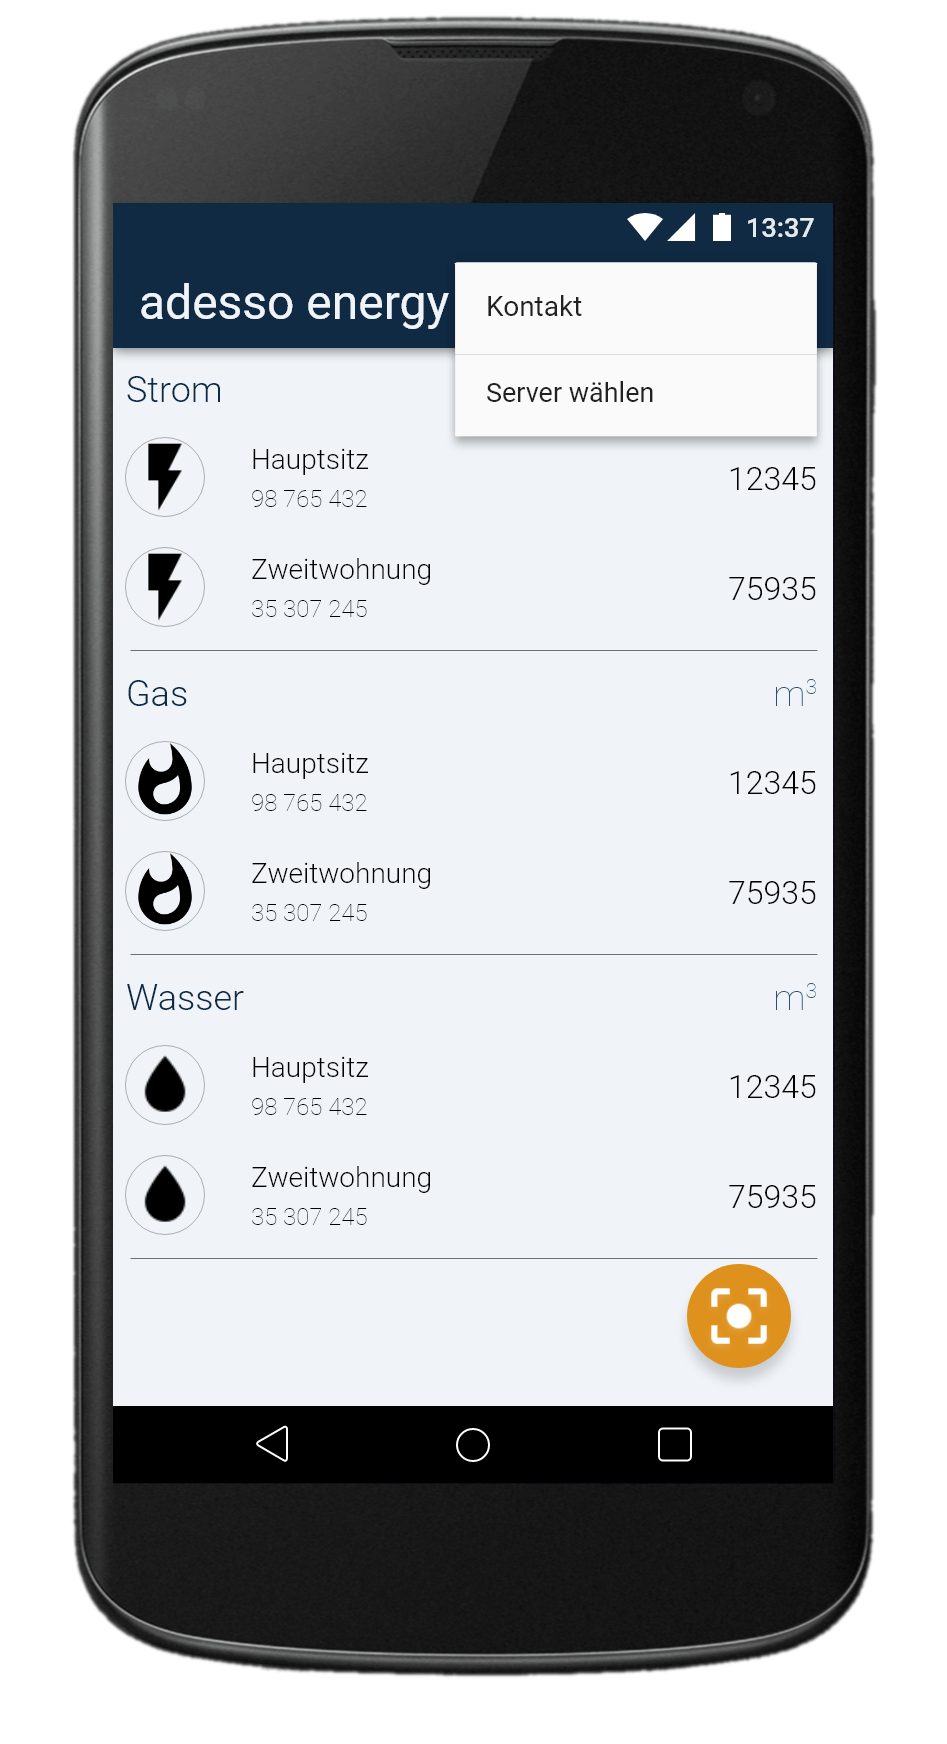 13:37
adesso energy
Kontakt
Server wählen
Strom
Hauptsitz
98 765 432
12345
Zweitwohnung
35 307 245
75935
Gas
m³
Hauptsitz
98 765 432
12345
Zweitwohnung
35 307 245
75935
Wasser
m³
Hauptsitz
98 765 432
12345
Zweitwohnung
35 307 245
75935